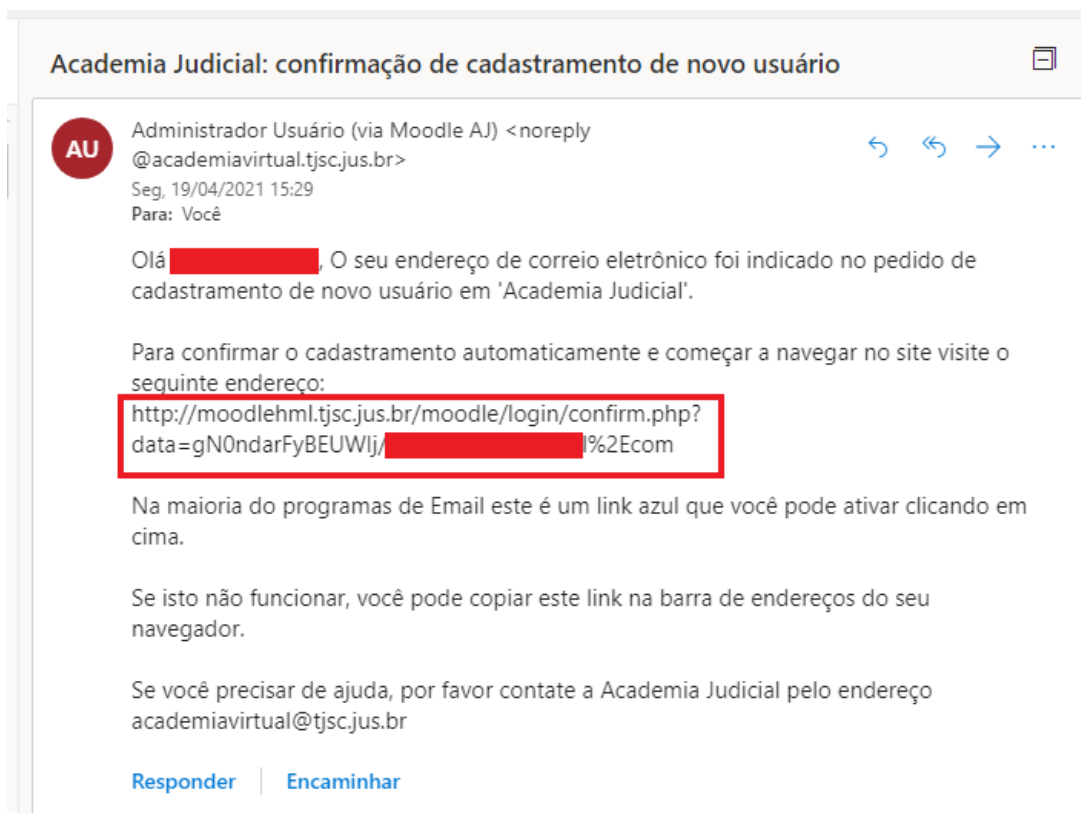 Academia Judicial: confirmação de cadastramento de novo usuário
AU
Administrador Usuário (via Moodle AJ) <noreply
@academiavirtual.tjsc.jus.br>
Seg, 19/04/2021 15:29
Para: Você
Olá , O seu endereço de correio eletrônico foi indicado no pedido de
cadastramento de novo usuário em 'Academia Judicial'.
Para confirmar o cadastramento automaticamente e começar a navegar no site visite o
seguinte endereço:
http://moodlehml.tjsc.jus.br/moodle/login/confirm.php?
data=gN0ndarFyBEUWlj/ l%2Ecom
Na maioria do programas de Email este é um link azul que você pode ativar clicando em
cima.
Se isto não funcionar, você pode copiar este link na barra de endereços do seu
navegador.
Se você precisar de ajuda, por favor contate a Academia Judicial pelo endereço
academiavirtual@tjsc.jus.br
Responder
Encaminhar